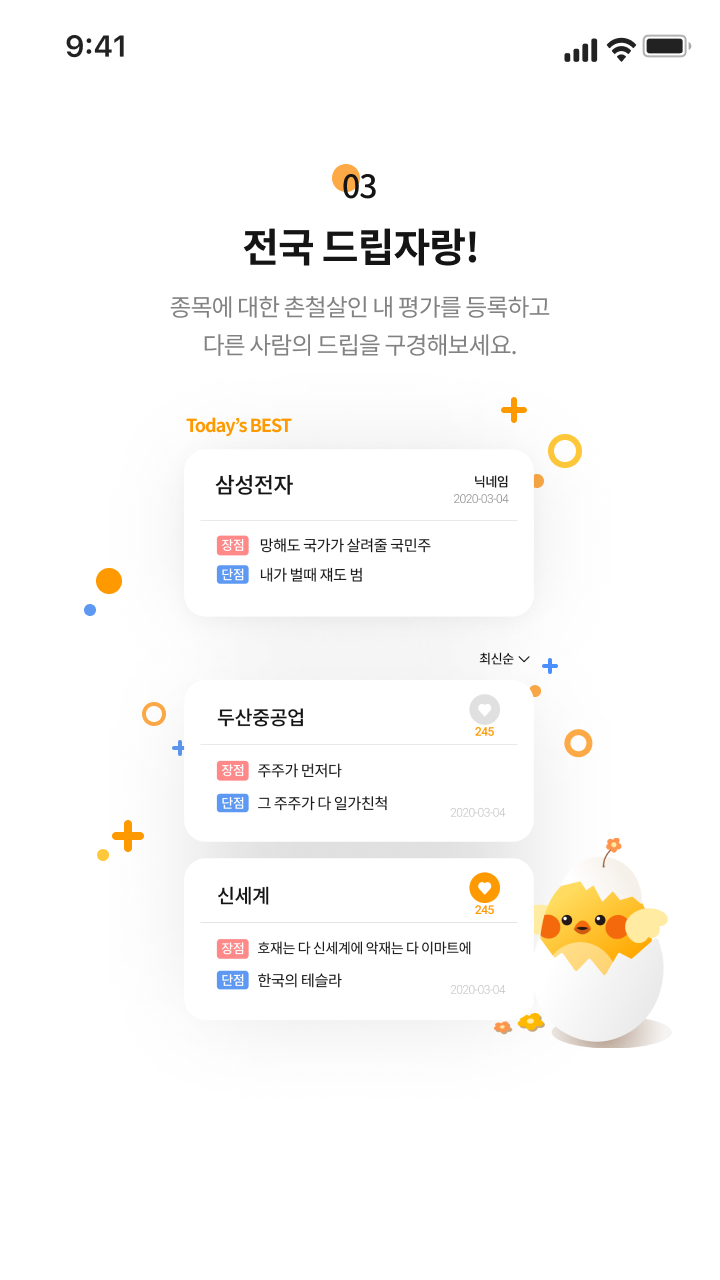 9:41
03
전국 드립자랑!
종목에 대한 촌철살인 내 평가를 등록하고
다른 사람의 드립을 구경해보세요.
Today’s BEST
삼성전자
닉네임
2020-03-04
장점 망해도 국가가 살려줄 국민주
단점 내가 벌때 쟤도 범
최신순
두산중공업
245
장점 주주가 먼저다
단점 그 주주가 다 일가친척
2020-03-04
신세계
245
장점 호재는 다 신세계에 악재는 다 이마트에
단점 한국의 테슬라
2020-03-04